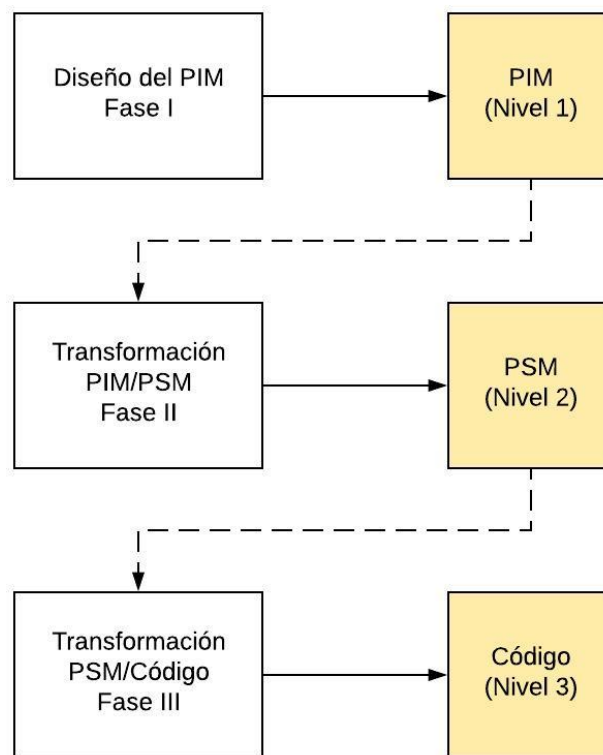 Diseño del PIM
Fase I
PIM
(Nivel 1)
Transformación
PIM/PSM
Fase II
PSM
(Nivel 2)
Transformación
PSM/Código
Fase III
Código
(Nivel 3)